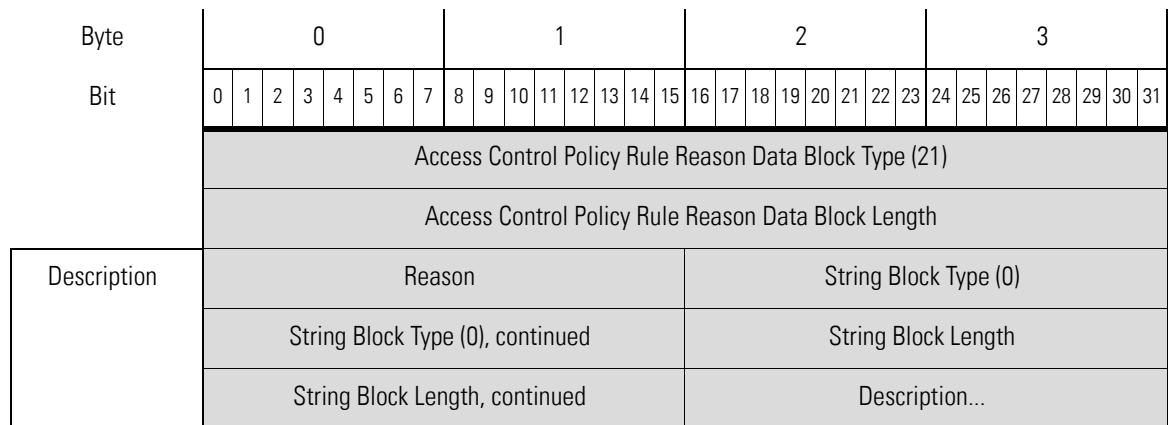 Byte 0 1 2 3
Bit 0 1 2 3 4 5 6 7 8 9 10 11 12 13 14 15 16 17 18 19 20 21 22 23 24 25 26 27 28 29 30 31
Access Control Policy Rule Reason Data Block Type (21)
Access Control Policy Rule Reason Data Block Length
Description Reason String Block Type (0)
String Block Type (0), continued String Block Length
String Block Length, continued Description...